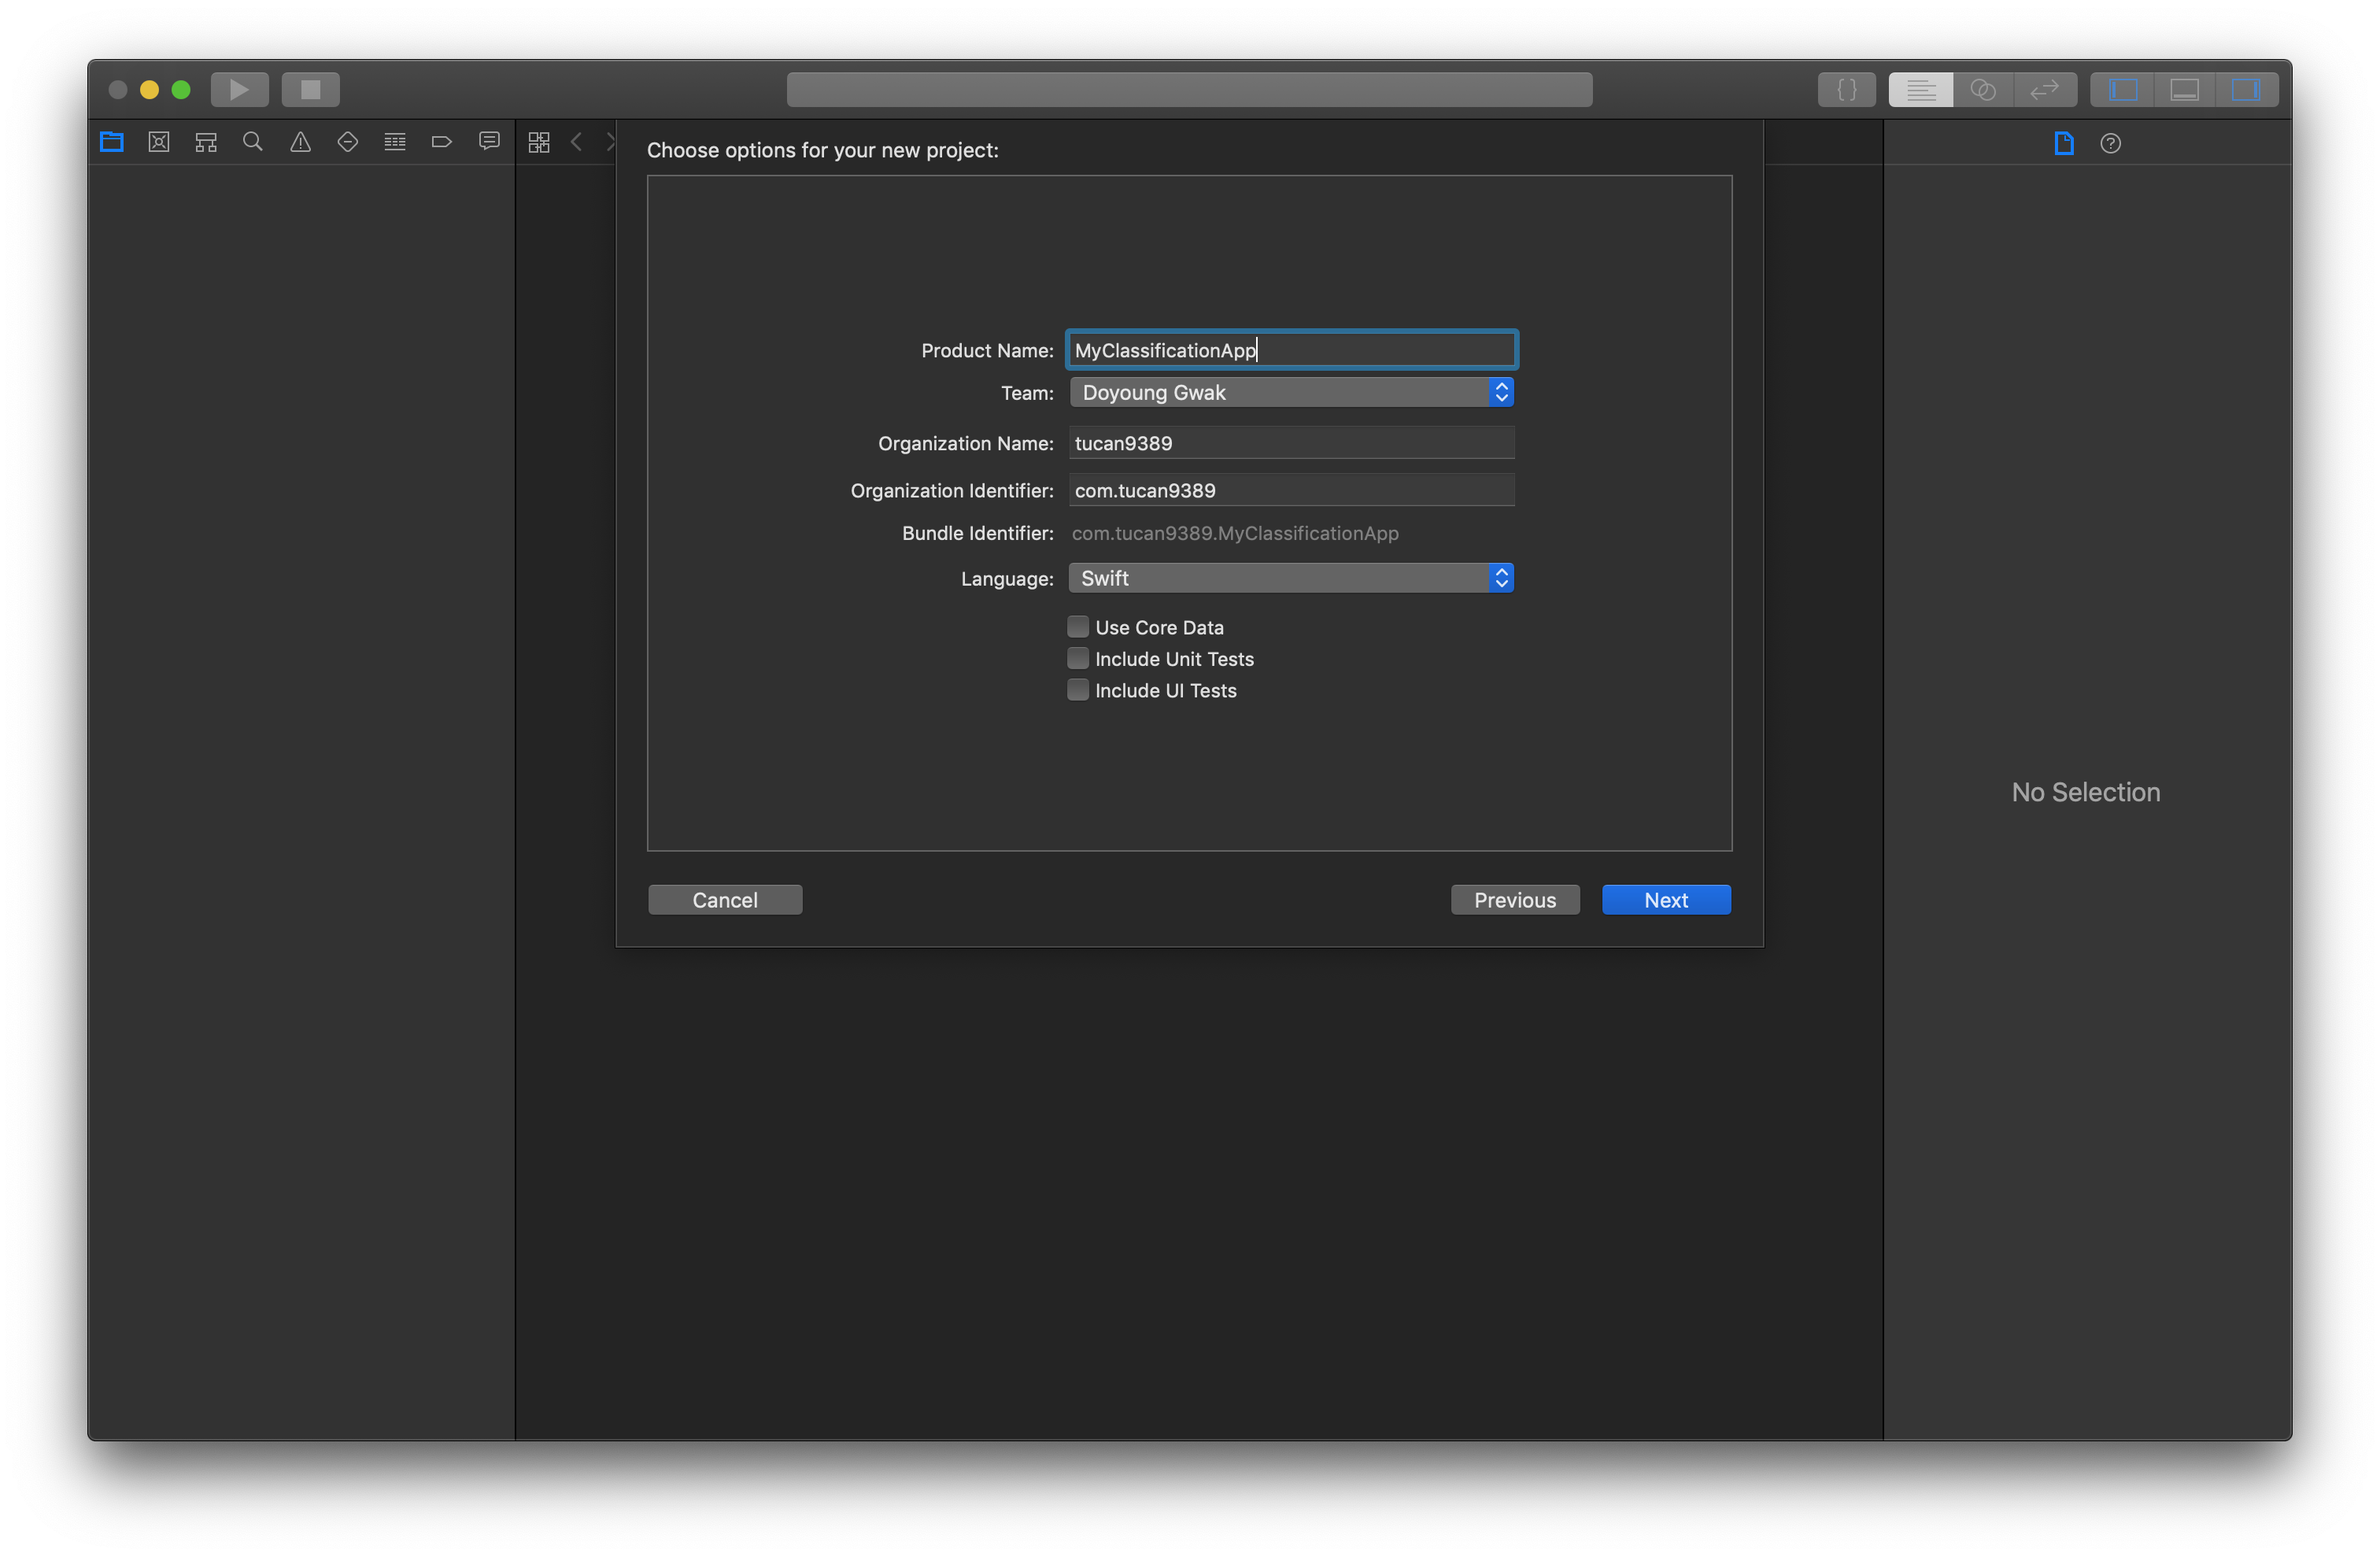 Choose options for your new project:
Product Name: MyClassificationApp
Team: Doyoung Gwak
Organization Name: tucan9389
Organization Identifier: com.tucan9389
Bundle Identifier: com.tucan9389.MyClassificationApp
Language: Swift
Use Core Data
Include Unit Tests
Include UI Tests
No Selection
Cancel Previous Next